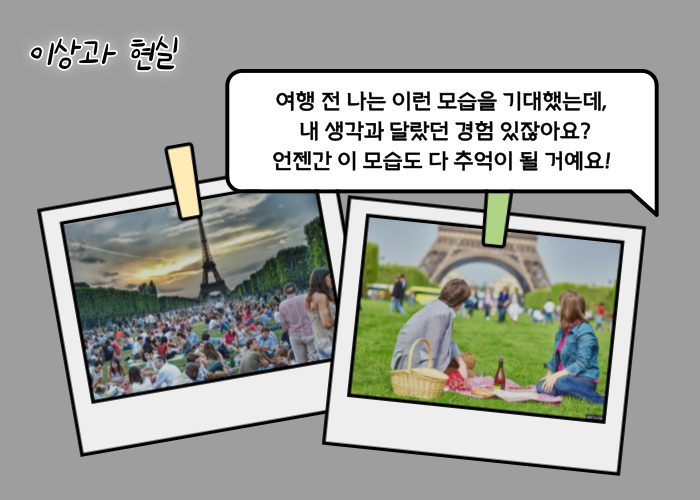 이상과 현실
여행 전 나는 이런 모습을 기대했는데,
내 생각과 달랐던 경험 있잖아요?
언젠간 이 모습도 다 추억이 될 거예요!